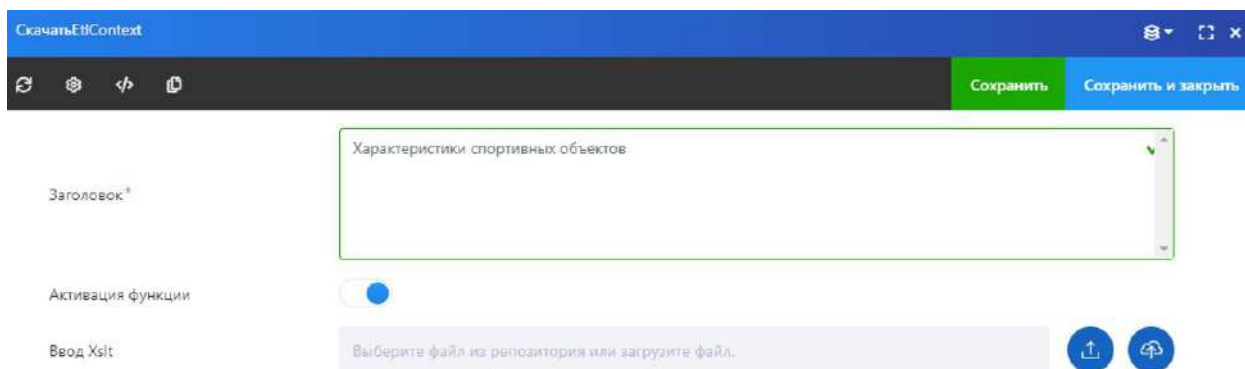 СкачатьEtlContext
Сохранить
Сохранить и закрыть
Характеристики спортивных объектов
Заголовок*
Активация функции
Ввод Xslt
Выберите файл из репозитория или загрузите файл.